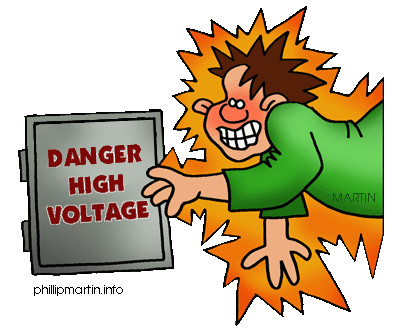 DANGER
HIGH
VOLTAGE
MARTIN
phillipmartin.info